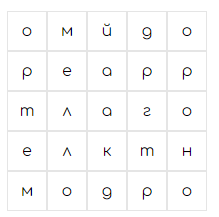 о м й д о
р е а р р
т л а г о
е л к т н
м о д р о